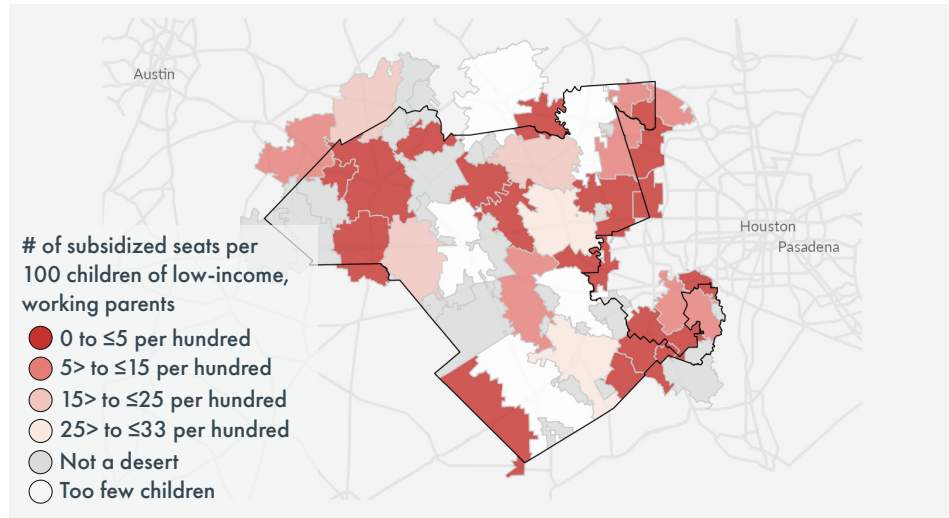 Austin
Houston
Pasadena
# of subsidized seats per
100 children of low-income,
working parents
0 to ≤5 per hundred
5> to ≤15 per hundred
15> to ≤25 per hundred
25> to ≤33 per hundred
Not a desert
Too few children